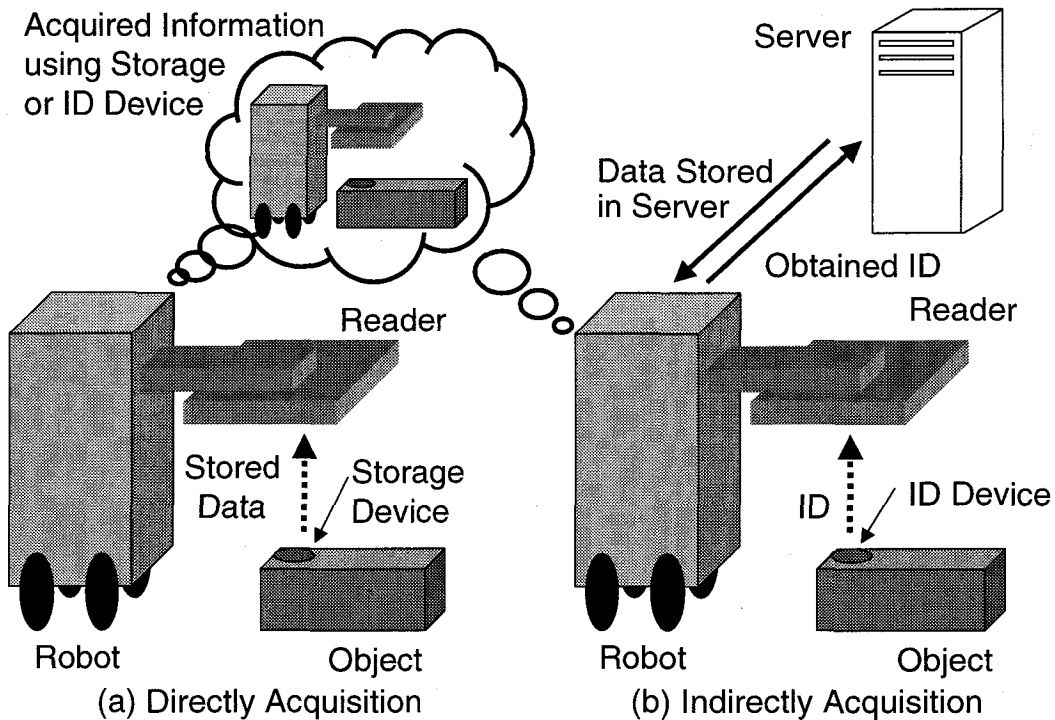 Acquired Information
using Storage
or ID Device
Server
Data Stored
in Server
Obtained ID
Reader
Reader
Stored
Data
Storage
Device
ID
ID Device
Robot
Object
Robot
Object
(a) Directly Acquisition
(b) Indirectly Acquisition